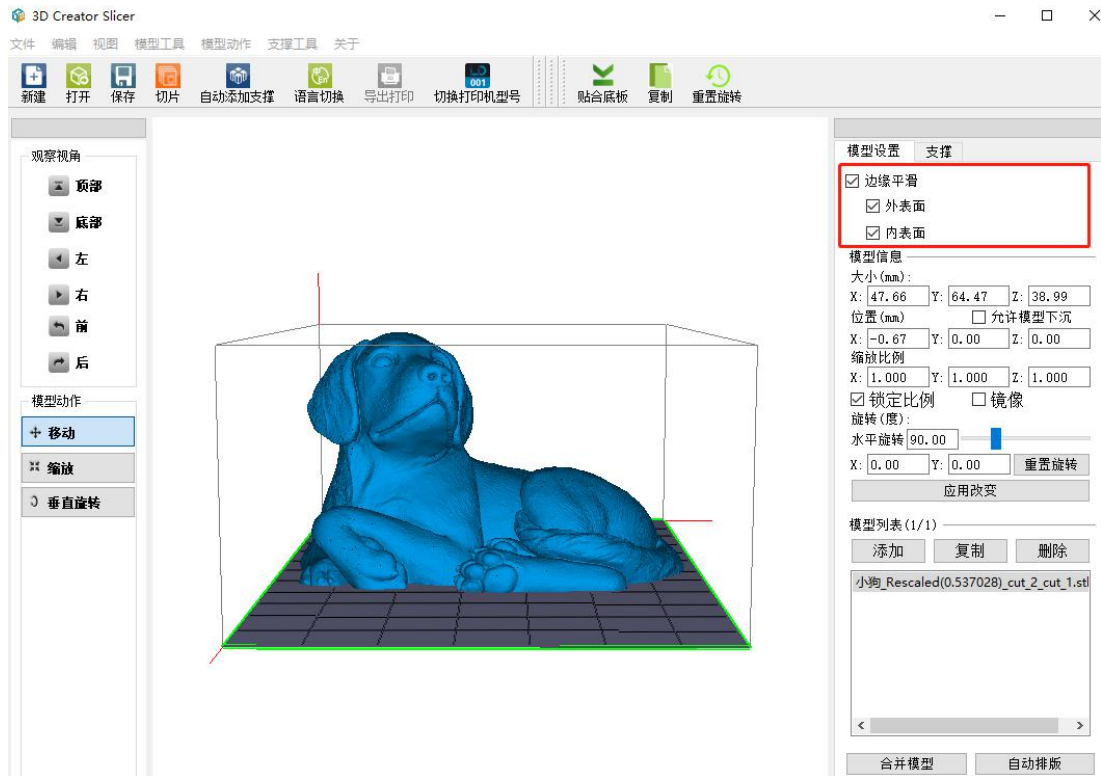 3D Creator Slicer
文件 编辑 视图 模型工具 模型动作 支撑工具 关于
新建 打开 保存 切片 自动添加支撑 语言切换 导出打印 LD 001 切换打印机型号 贴合底板 复制 重置旋转
观察视角
顶部
底部
左
右
前
后
模型动作
移动
缩放
垂直旋转
模型设置 支撑
边缘平滑
外表面
内表面
模型信息
大小(mm):
X: 47.66 Y: 64.47 Z: 38.99
位置(mm) 允许模型下沉
X: -0.67 Y: 0.00 Z: 0.00
缩放比例
X: 1.000 Y: 1.000 Z: 1.000
锁定比例 镜像
旋转(度):
水平旋转 90.00
X: 0.00 Y: 0.00 重置旋转
应用改变
模型列表(1/1)
添加 复制 删除
小狗_Rescaled(0.537028)_cut_2_cut_1.stl
合并模型 自动排版